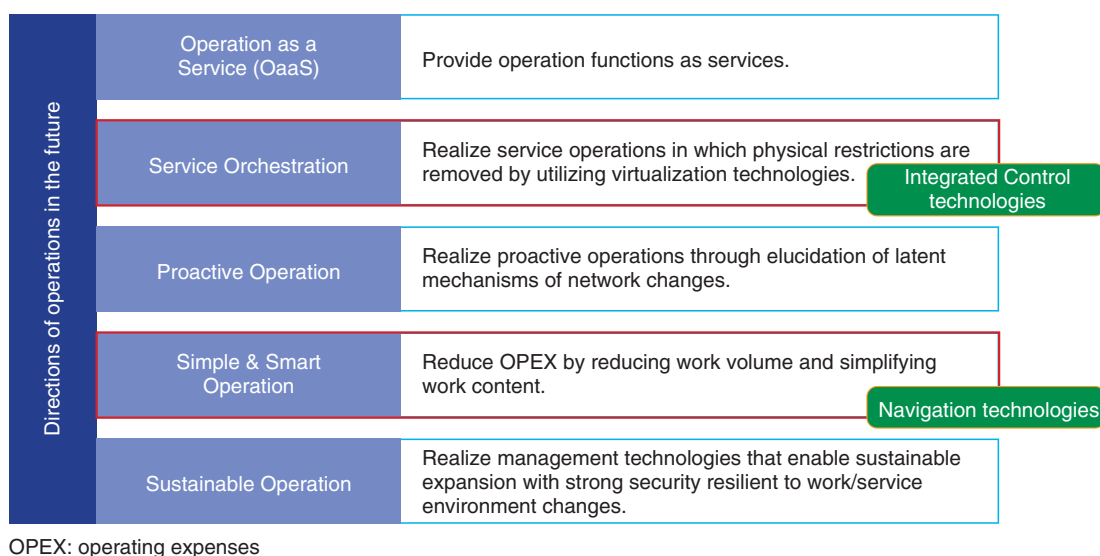 Directions of operations in the future
Operation as a
Service (OaaS)
Provide operation functions as services.
Service Orchestration
Realize service operations in which physical restrictions are
removed by utilizing virtualization technologies.
Integrated Control
technologies
Proactive Operation
Realize proactive operations through elucidation of latent
mechanisms of network changes.
Simple & Smart
Operation
Reduce OPEX by reducing work volume and simplifying
work content.
Navigation technologies
Sustainable Operation
Realize management technologies that enable sustainable
expansion with strong security resilient to work/service
environment changes.
OPEX: operating expenses